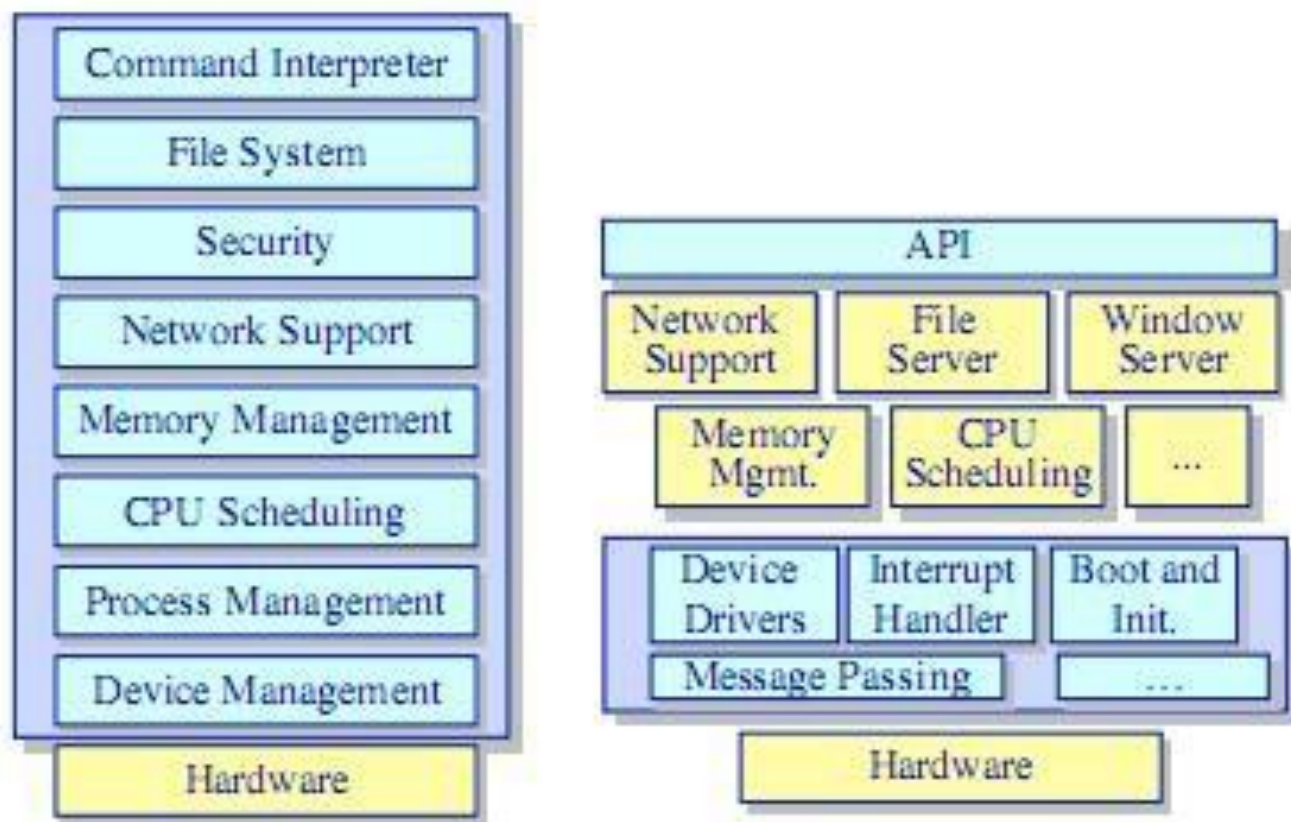 Command Interpreter
File System
Security
Network Support
Memory Management
CPU Scheduling
Process Management
Device Management
Hardware
API
Network
Support
File
Server
Window
Server
Memory
Mgmt.
CPU
Scheduling
...
Device
Drivers
Interrupt
Handler
Boot and
Init.
Message Passing
...
Hardware